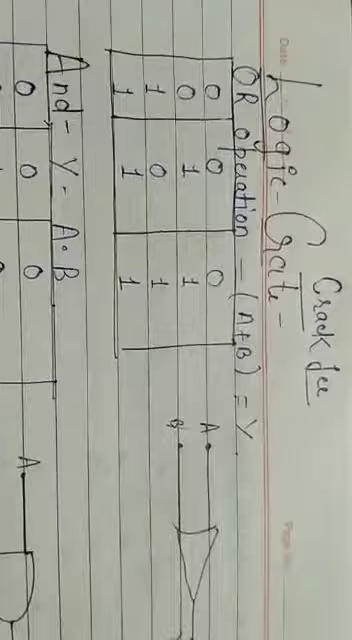 Crack Jee
Logic-Gate-
OR operation - (A+B) = Y
0 0 0
0 1 1
1 0 1
1 1 1
A
B
And- Y- A·B
0 0 0
A